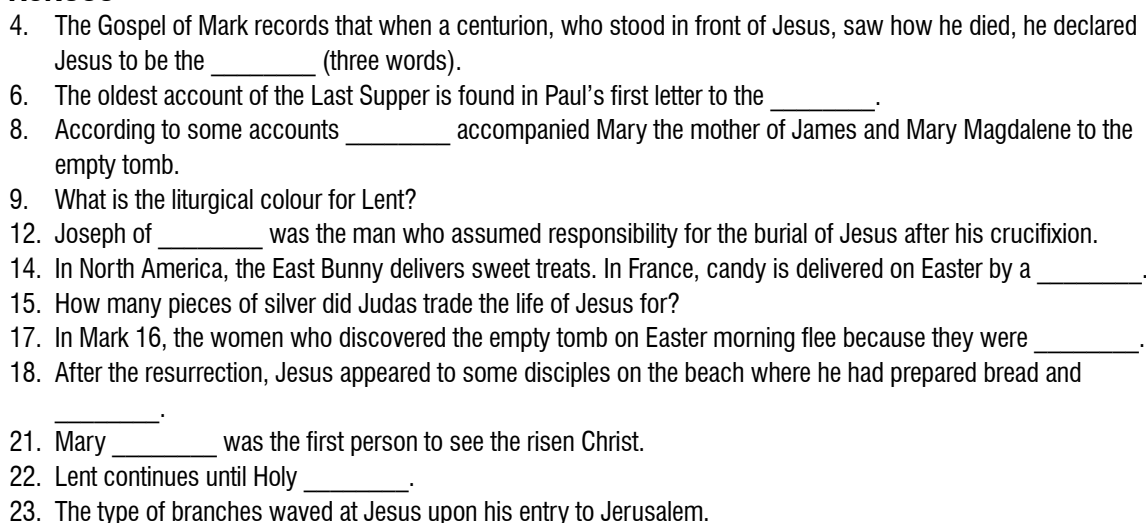 4. The Gospel of Mark records that when a centurion, who stood in front of Jesus, saw how he died, he declared
Jesus to be the ________ (three words).
6. The oldest account of the Last Supper is found in Paul's first letter to the ________.
8. According to some accounts ________ accompanied Mary the mother of James and Mary Magdalene to the
empty tomb.
9. What is the liturgical colour for Lent?
12. Joseph of ________ was the man who assumed responsibility for the burial of Jesus after his crucifixion.
14. In North America, the East Bunny delivers sweet treats. In France, candy is delivered on Easter by a ________.
15. How many pieces of silver did Judas trade the life of Jesus for?
17. In Mark 16, the women who discovered the empty tomb on Easter morning flee because they were ________.
18. After the resurrection, Jesus appeared to some disciples on the beach where he had prepared bread and
________.
21. Mary ________ was the first person to see the risen Christ.
22. Lent continues until Holy ________.
23. The type of branches waved at Jesus upon his entry to Jerusalem.